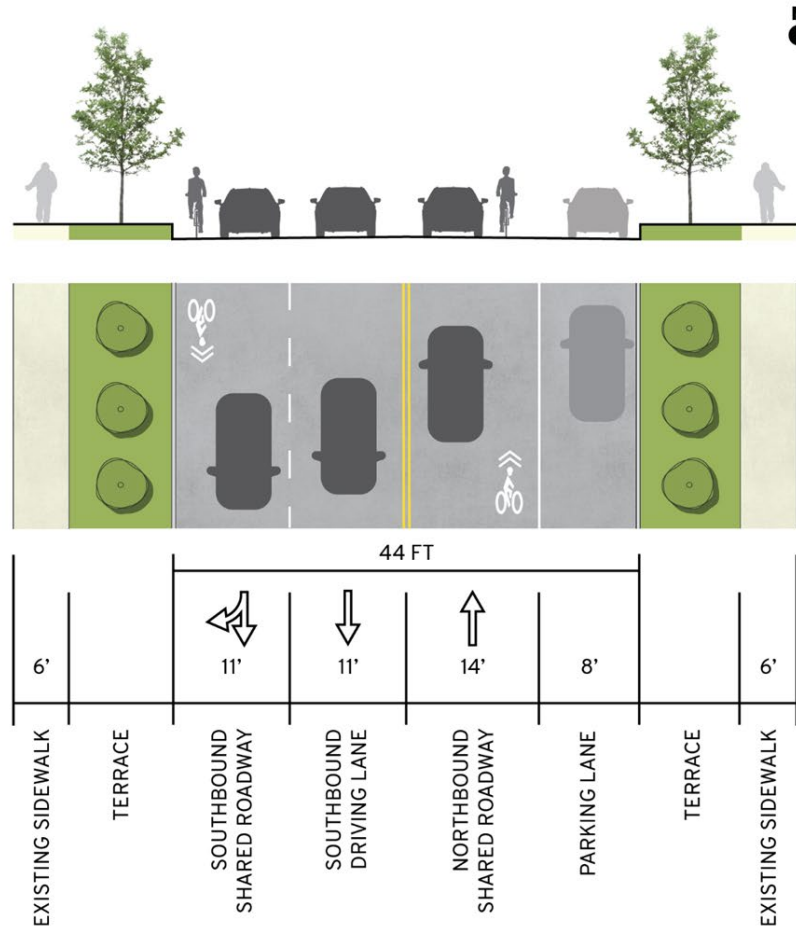 44 FT
6'
11'
11'
14'
8'
6'
EXISTING SIDEWALK
TERRACE
SOUTHBOUND
SHARED ROADWAY
SOUTHBOUND
DRIVING LANE
NORTHBOUND
SHARED ROADWAY
PARKING LANE
TERRACE
EXISTING SIDEWALK